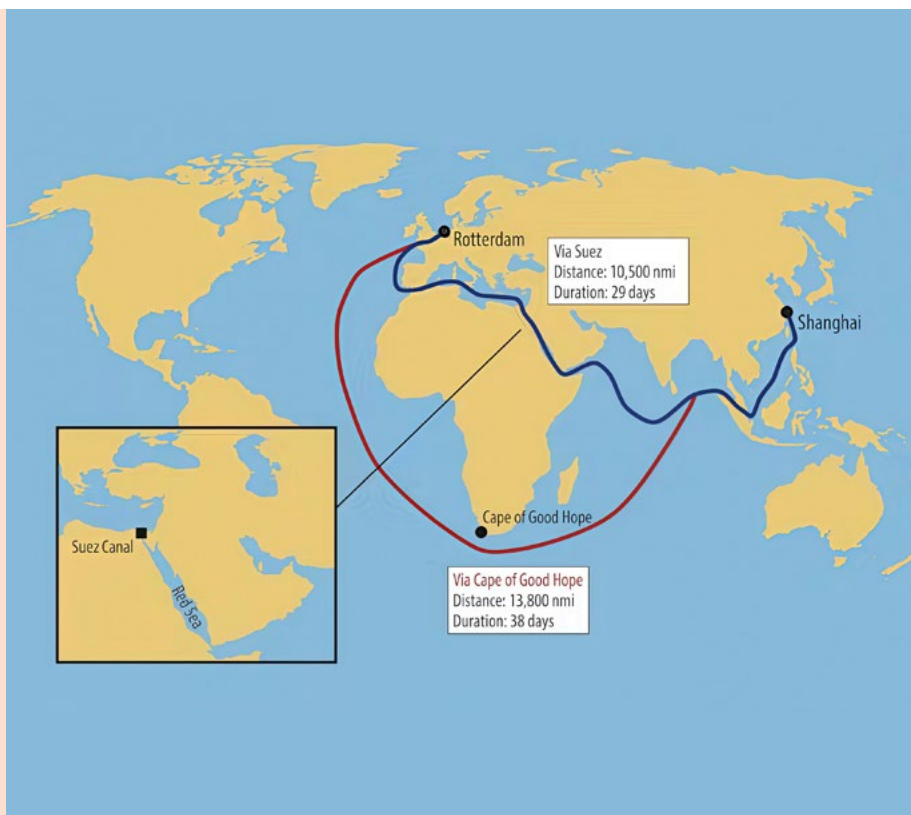 Rotterdam
Via Suez
Distance: 10,500 nmi
Duration: 29 days
Shanghai
Cape of Good Hope
Suez Canal
Red Sea
Via Cape of Good Hope
Distance: 13,800 nmi
Duration: 38 days